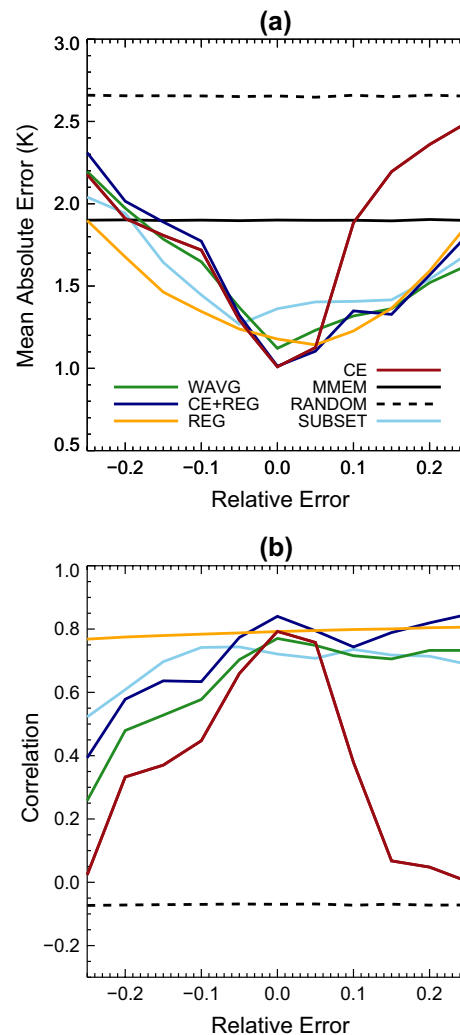 (a)
Mean Absolute Error (K)
3.0
2.5
2.0
1.5
1.0
0.5
WAVG
CE+REG
REG
CE
MMEM
RANDOM
SUBSET
−0.2 −0.1 0.0 0.1 0.2
Relative Error
(b)
Correlation
1.0
0.8
0.6
0.4
0.2
0.0
−0.2
−0.2 −0.1 0.0 0.1 0.2
Relative Error